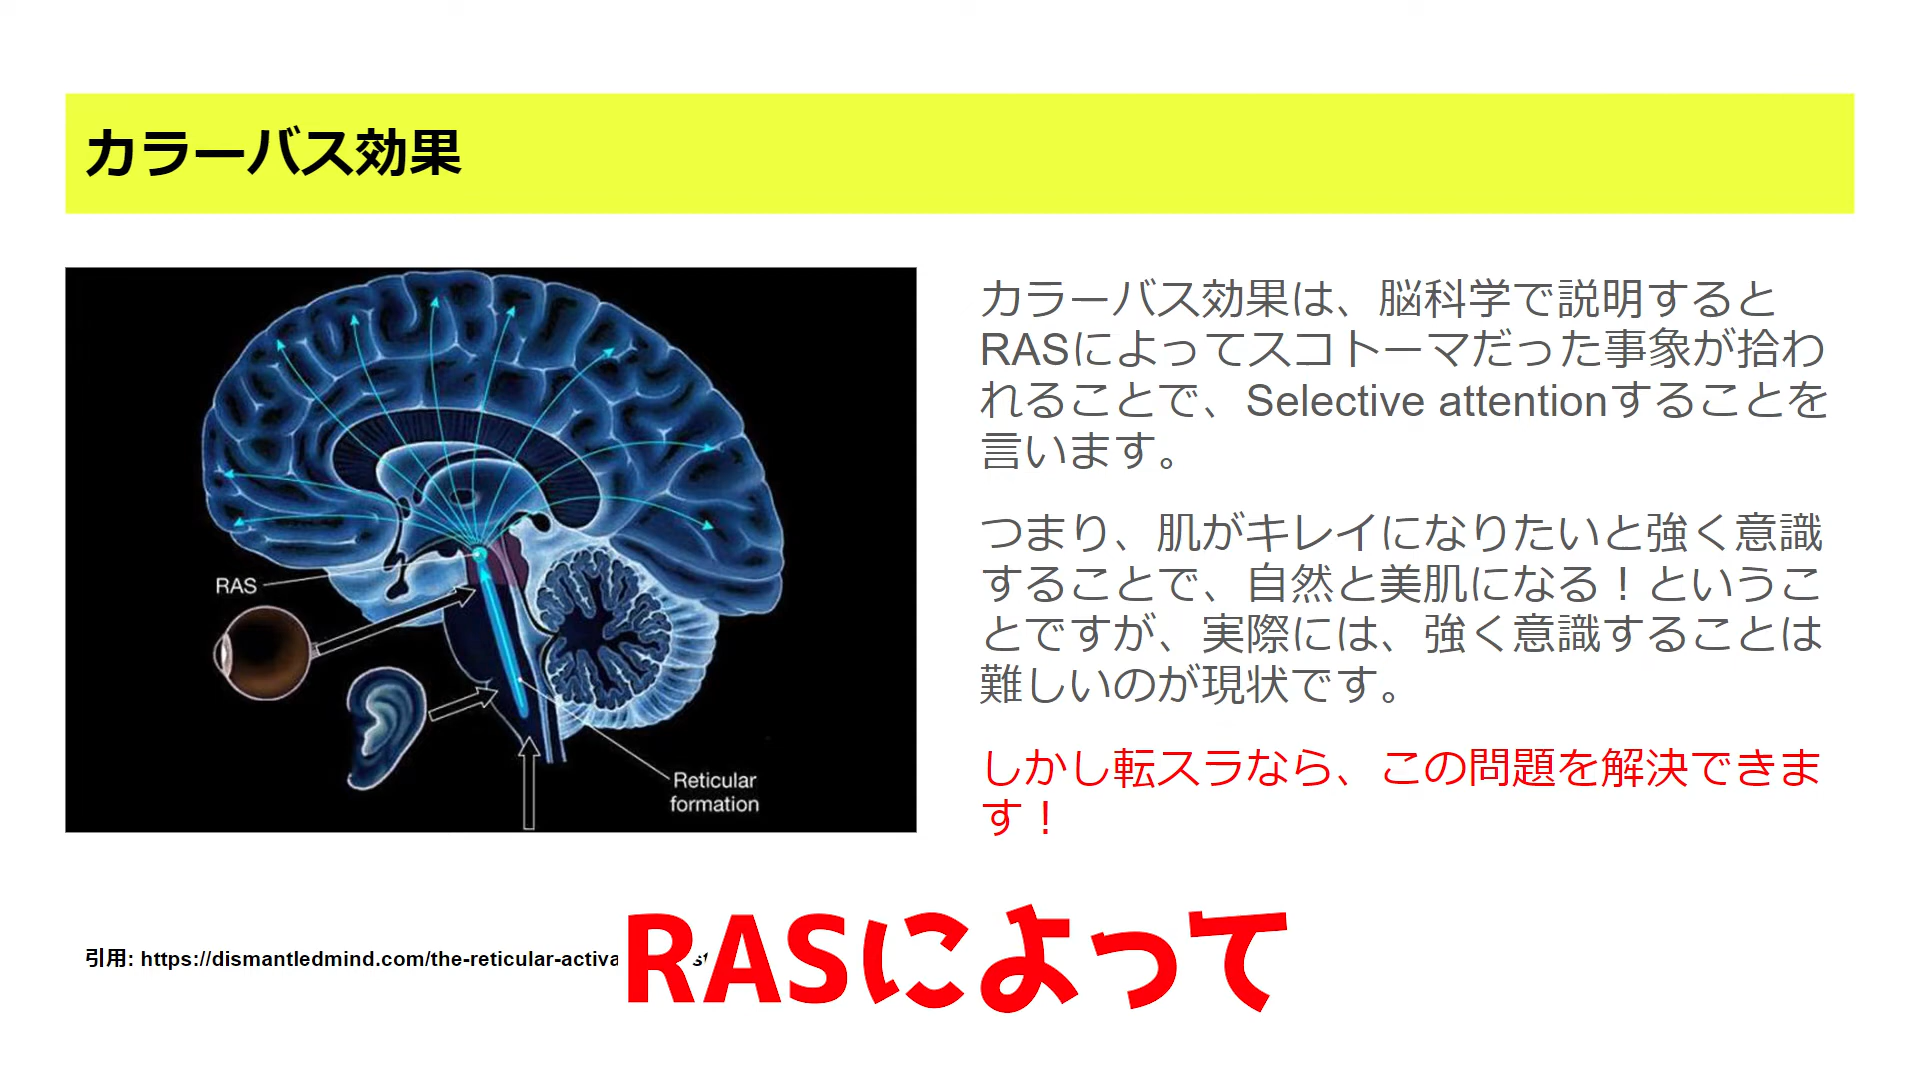 カラーバス効果
カラーバス効果は、脳科学で説明すると
RASによってスコトーマだった事象が拾わ
れることで、Selective attentionすることを
言います。
つまり、肌がキレイになりたいと強く意識
することで、自然と美肌になる！というこ
とですが、実際には、強く意識することは
難しいのが現状です。
しかし転スラなら、この問題を解決できま
す！
RAS
Reticular
formation
引用: https://dismantledmind.com/the-reticular-activa
RASによって